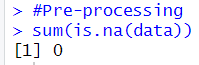 > #Pre-processing
> sum(is.na(data))
[1] 0